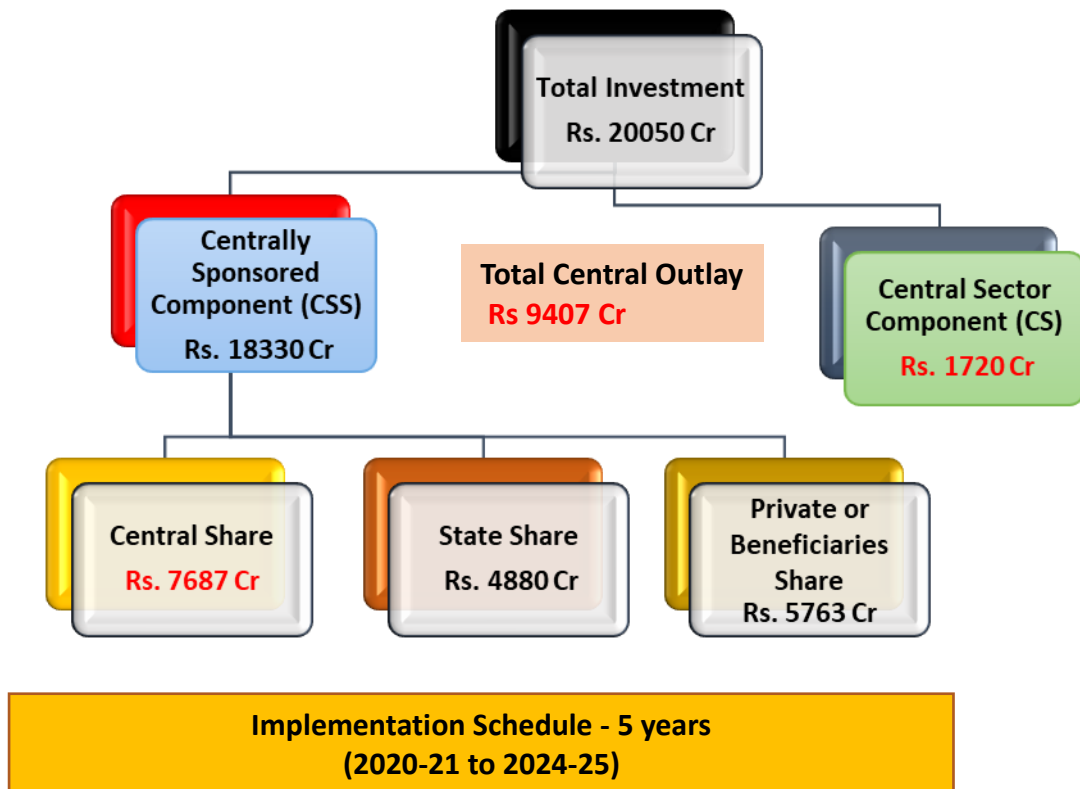 Total Investment
Rs. 20050 Cr
Centrally
Sponsored
Component (CSS)
Rs. 18330 Cr
Total Central Outlay
Rs 9407 Cr
Central Sector
Component (CS)
Rs. 1720 Cr
Central Share
Rs. 7687 Cr
State Share
Rs. 4880 Cr
Private or
Beneficiaries
Share
Rs. 5763 Cr
Implementation Schedule - 5 years
(2020-21 to 2024-25)